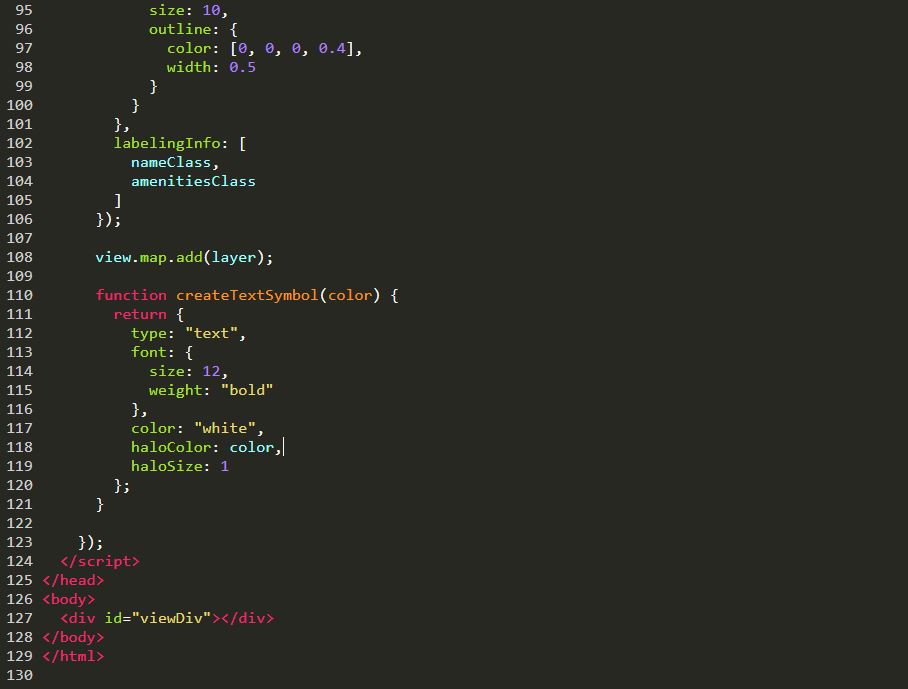 95             size: 10,
96             outline: {
97               color: [0, 0, 0, 0.4],
98               width: 0.5
99             }
100           }
101         },
102         labelingInfo: [
103           nameClass,
104           amenitiesClass
105         ]
106       });
107
108       view.map.add(layer);
109
110       function createTextSymbol(color) {
111         return {
112           type: "text",
113           font: {
114             size: 12,
115             weight: "bold"
116           },
117           color: "white",
118           haloColor: color,
119           haloSize: 1
120         };
121       }
122
123     });
124   </script>
125 </head>
126 <body>
127   <div id="viewDiv"></div>
128 </body>
129 </html>
130